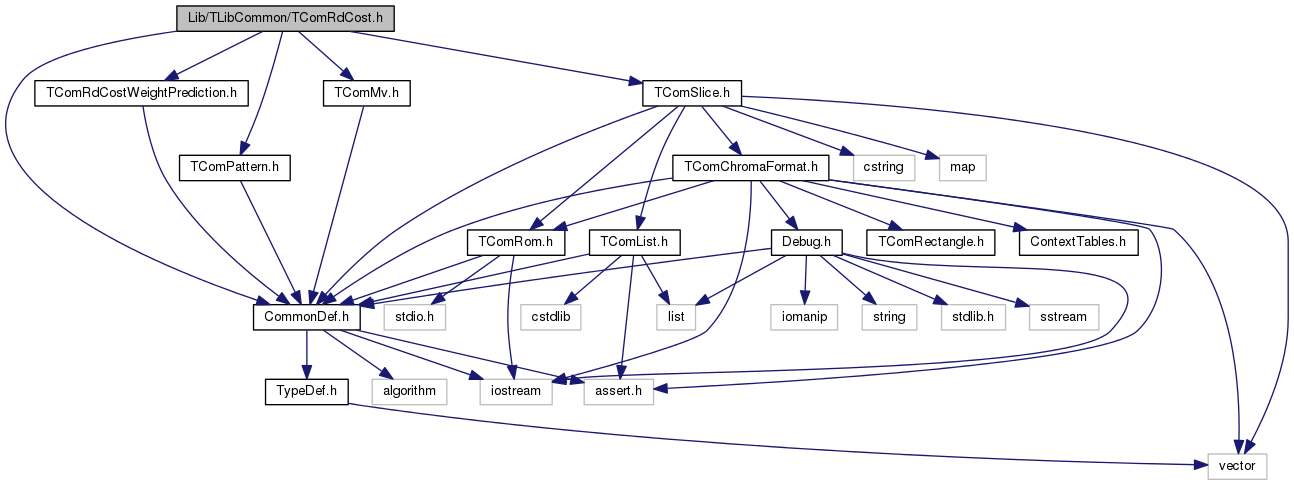 Lib/TLibCommon/TComRdCost.h
TComRdCostWeightPrediction.h
TComMv.h
TComSlice.h
TComPattern.h
TComChromaFormat.h
cstring
map
TComRom.h
TComList.h
Debug.h
TComRectangle.h
ContextTables.h
CommonDef.h
stdio.h
cstdlib
list
iomanip
string
stdlib.h
sstream
TypeDef.h
algorithm
iostream
assert.h
vector